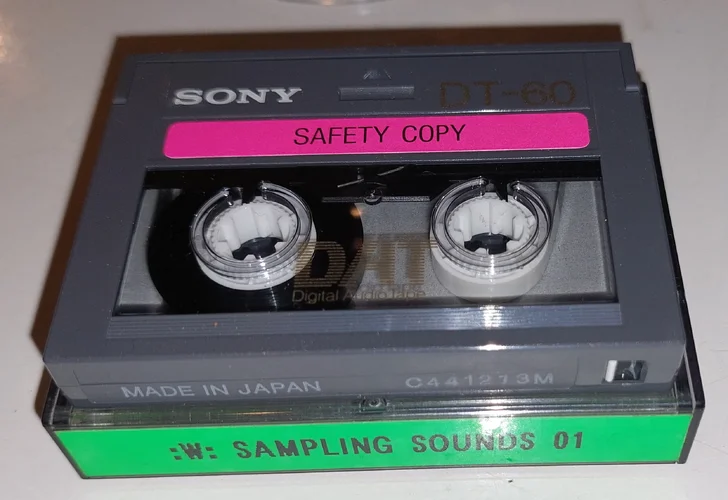 SONY DT-60
SAFETY COPY
DAT
Digital Audio Tape
MADE IN JAPAN C441273M
:W: SAMPLING SOUNDS 01